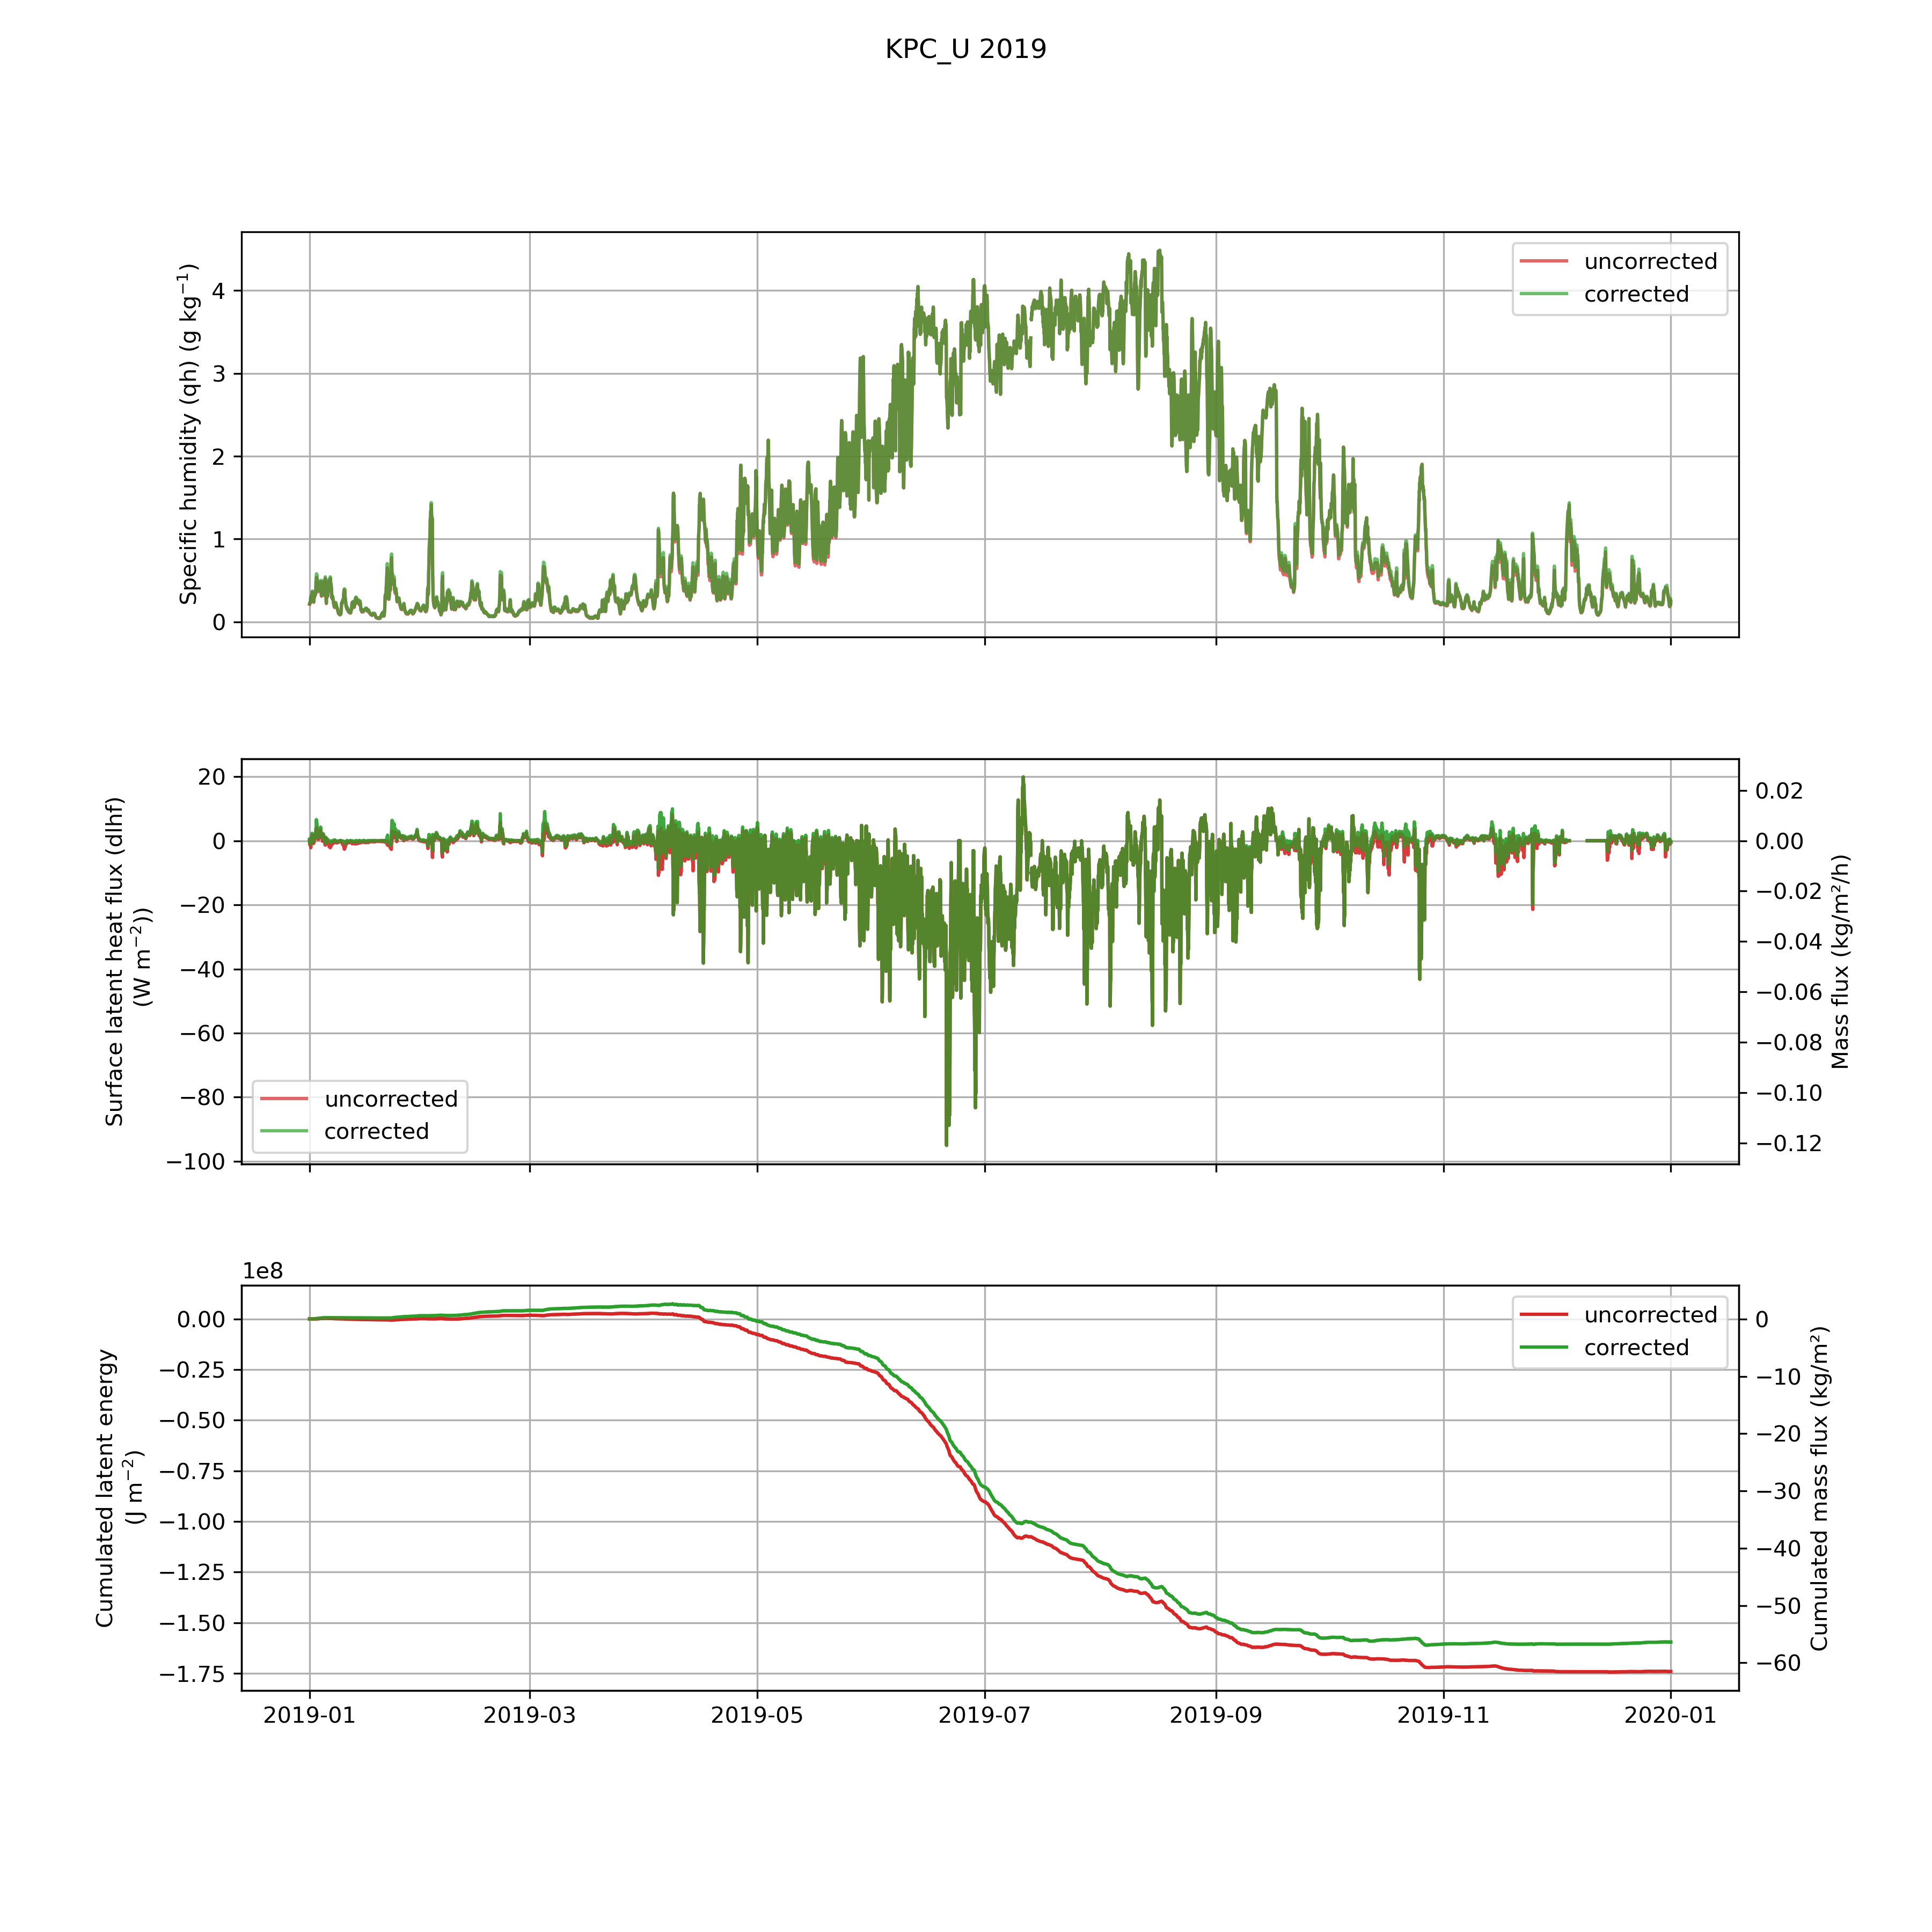 KPC_U 2019
Specific humidity (qh) (g kg⁻¹)
4
3
2
1
0
uncorrected
corrected
Surface latent heat flux (dlhf)
(W m⁻²))
20
0
−20
−40
−60
−80
−100
uncorrected
corrected
0.02
0.00
−0.02
−0.04
−0.06
−0.08
−0.10
−0.12
Mass flux (kg/m²/h)
1e8
Cumulated latent energy
(J m⁻²)
0.00
−0.25
−0.50
−0.75
−1.00
−1.25
−1.50
−1.75
uncorrected
corrected
0
−10
−20
−30
−40
−50
−60
Cumulated mass flux (kg/m²)
2019-01
2019-03
2019-05
2019-07
2019-09
2019-11
2020-01